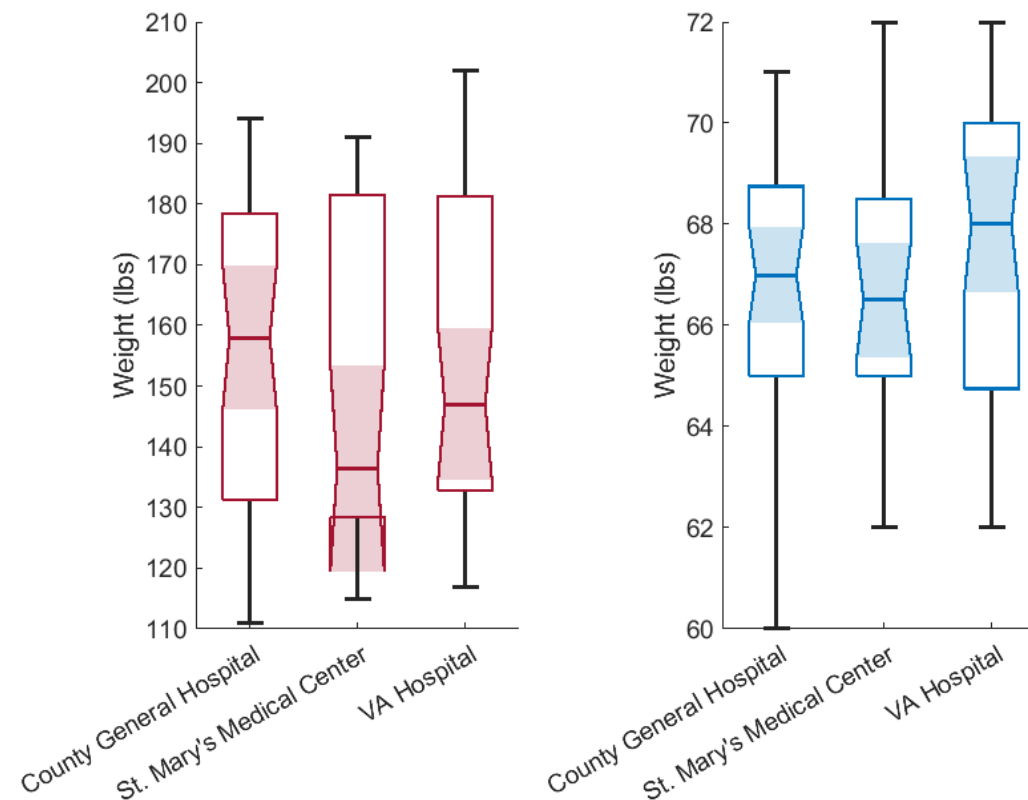 Weight (lbs)
210
200
190
180
170
160
150
140
130
120
110
County General Hospital
St. Mary's Medical Center
VA Hospital
Weight (lbs)
72
70
68
66
64
62
60
County General Hospital
St. Mary's Medical Center
VA Hospital